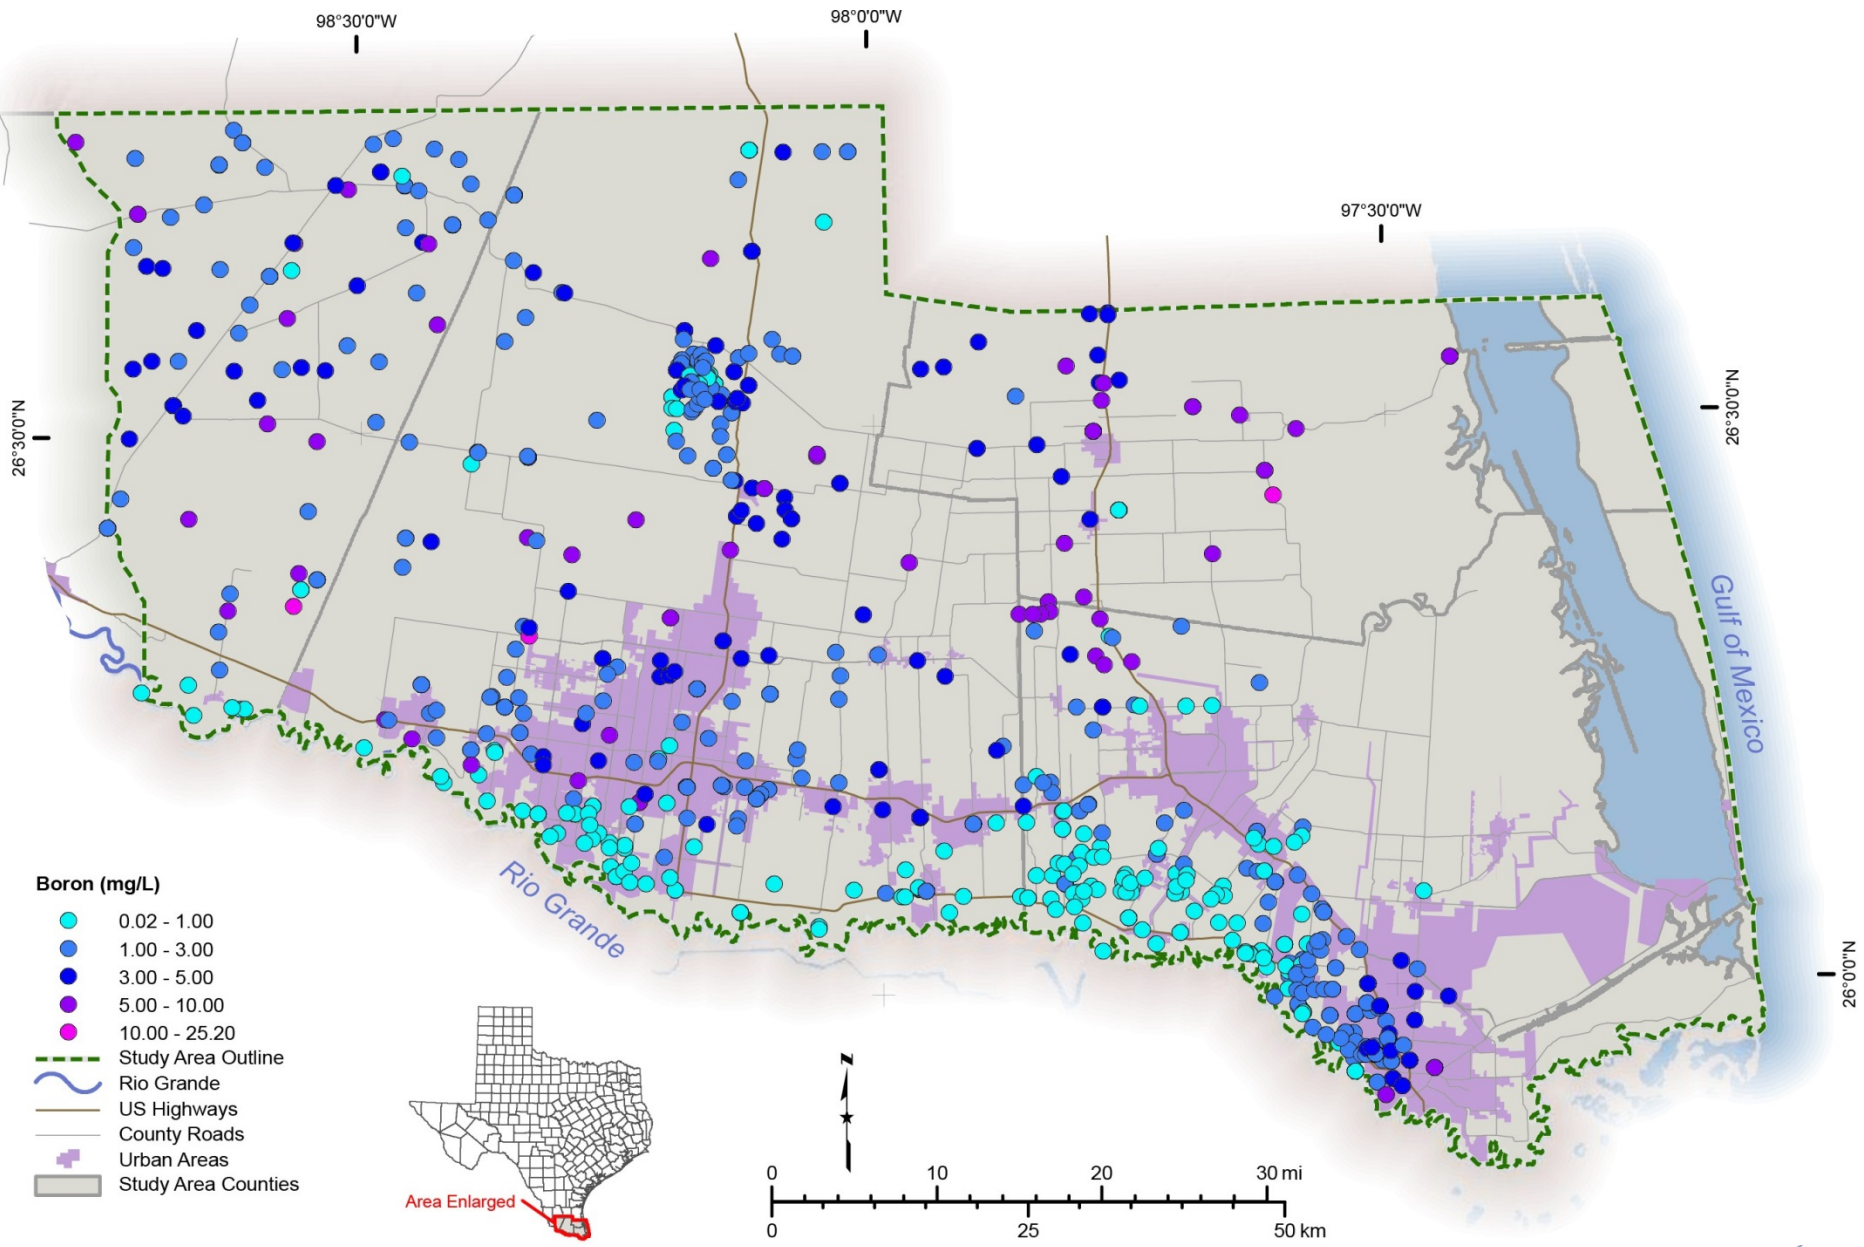 98°30'0"W
98°0'0"W
97°30'0"W
26°30'0"N
26°30'0"N
Gulf of Mexico
26°0'0"N
Rio Grande
Boron (mg/L)
0.02 - 1.00
1.00 - 3.00
3.00 - 5.00
5.00 - 10.00
10.00 - 25.20
Study Area Outline
Rio Grande
US Highways
County Roads
Urban Areas
Study Area Counties
Area Enlarged
N
0 10 20 30 mi
0 25 50 km